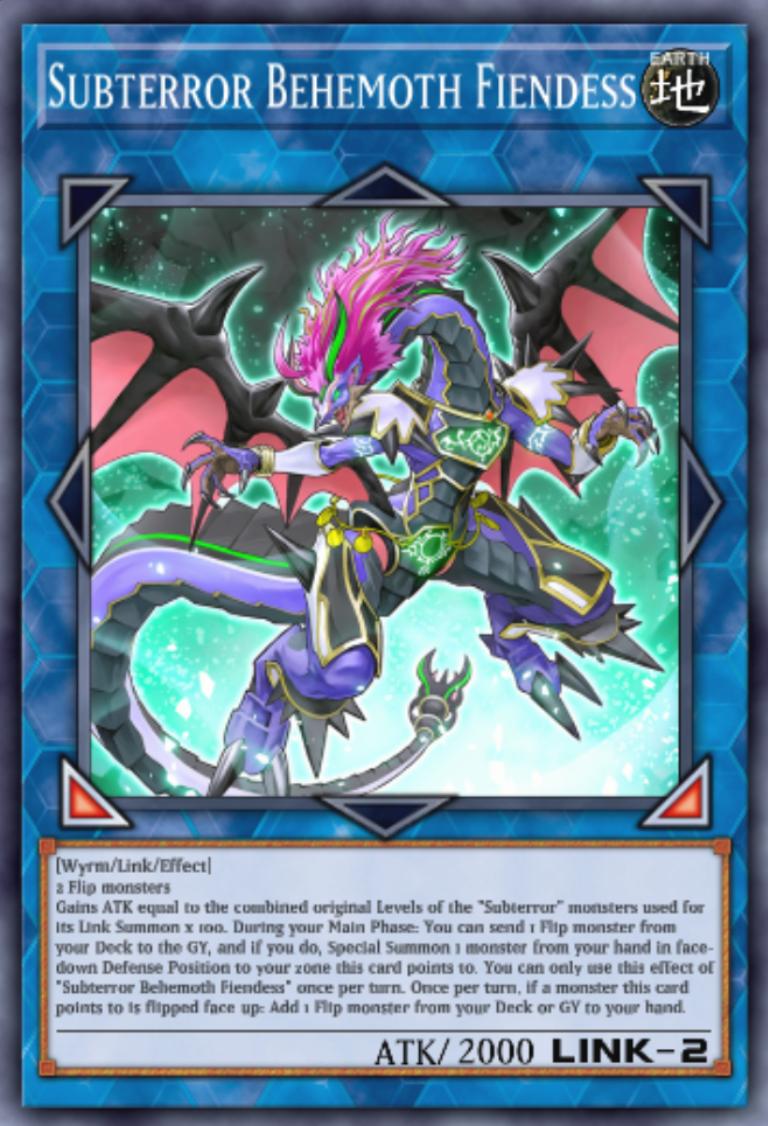 SUBTERROR BEHEMOTH FIENDESS
EARTH
地
[Wyrm/Link/Effect]
2 Flip monsters
Gains ATK equal to the combined original Levels of the "Subterror" monsters used for
its Link Summon x 100. During your Main Phase: You can send 1 Flip monster from
your Deck to the GY, and if you do, Special Summon 1 monster from your hand in face-
down Defense Position to your zone this card points to. You can only use this effect of
"Subterror Behemoth Fiendess" once per turn. Once per turn, if a monster this card
points to is flipped face up: Add 1 Flip monster from your Deck or GY to your hand.
ATK/ 2000 LINK-2